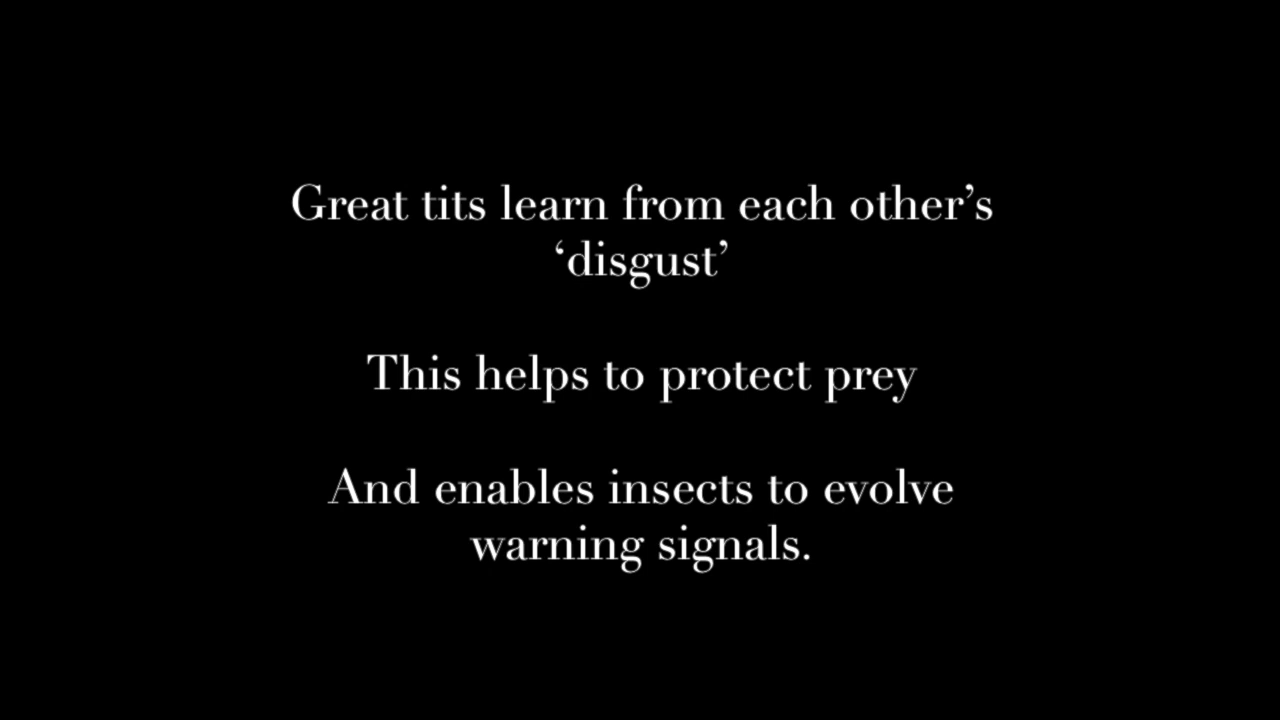 Great tits learn from each other’s
‘disgust’
This helps to protect prey
And enables insects to evolve
warning signals.